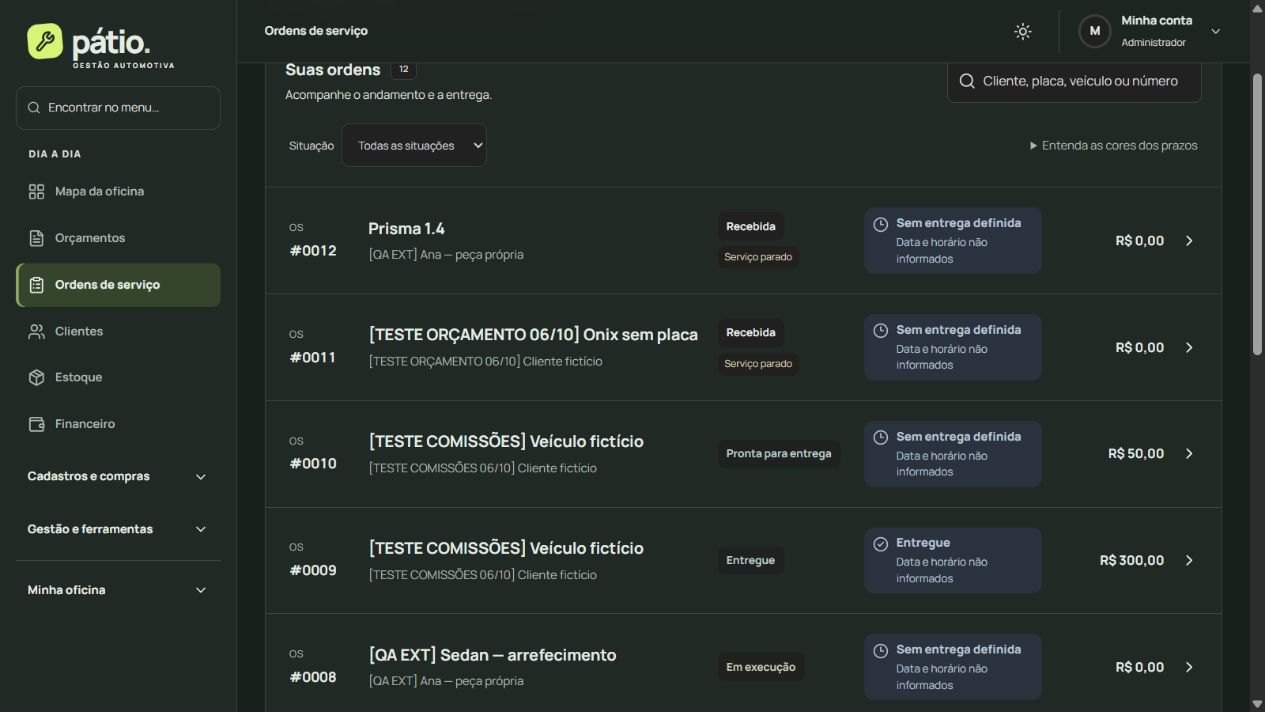 pátio.
GESTÃO AUTOMOTIVA
Encontrar no menu...
DIA A DIA
Mapa da oficina
Orçamentos
Ordens de serviço
Clientes
Estoque
Financeiro
Cadastros e compras
Gestão e ferramentas
Minha oficina
Ordens de serviço
M
Minha conta
Administrador
Suas ordens 12
Acompanhe o andamento e a entrega.
Cliente, placa, veículo ou número
Situação
Todas as situações
Entenda as cores dos prazos
OS
#0012
Prisma 1.4
[QA EXT] Ana — peça própria
Recebida
Serviço parado
Sem entrega definida
Data e horário não
informados
R$ 0,00
OS
#0011
[TESTE ORÇAMENTO 06/10] Onix sem placa
[TESTE ORÇAMENTO 06/10] Cliente fictício
Recebida
Serviço parado
Sem entrega definida
Data e horário não
informados
R$ 0,00
OS
#0010
[TESTE COMISSÕES] Veículo fictício
[TESTE COMISSÕES 06/10] Cliente fictício
Pronta para entrega
Sem entrega definida
Data e horário não
informados
R$ 50,00
OS
#0009
[TESTE COMISSÕES] Veículo fictício
[TESTE COMISSÕES 06/10] Cliente fictício
Entregue
Entregue
Data e horário não
informados
R$ 300,00
OS
#0008
[QA EXT] Sedan — arrefecimento
[QA EXT] Ana — peça própria
Em execução
Sem entrega definida
Data e horário não
informados
R$ 0,00